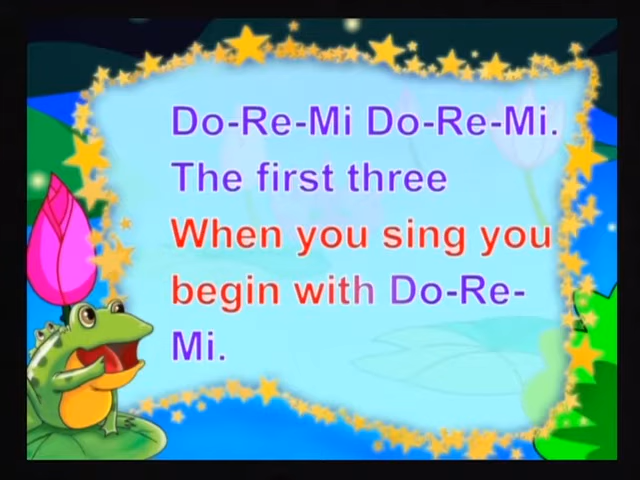 Do-Re-Mi Do-Re-Mi.
The first three
When you sing you
begin with Do-Re-
Mi.